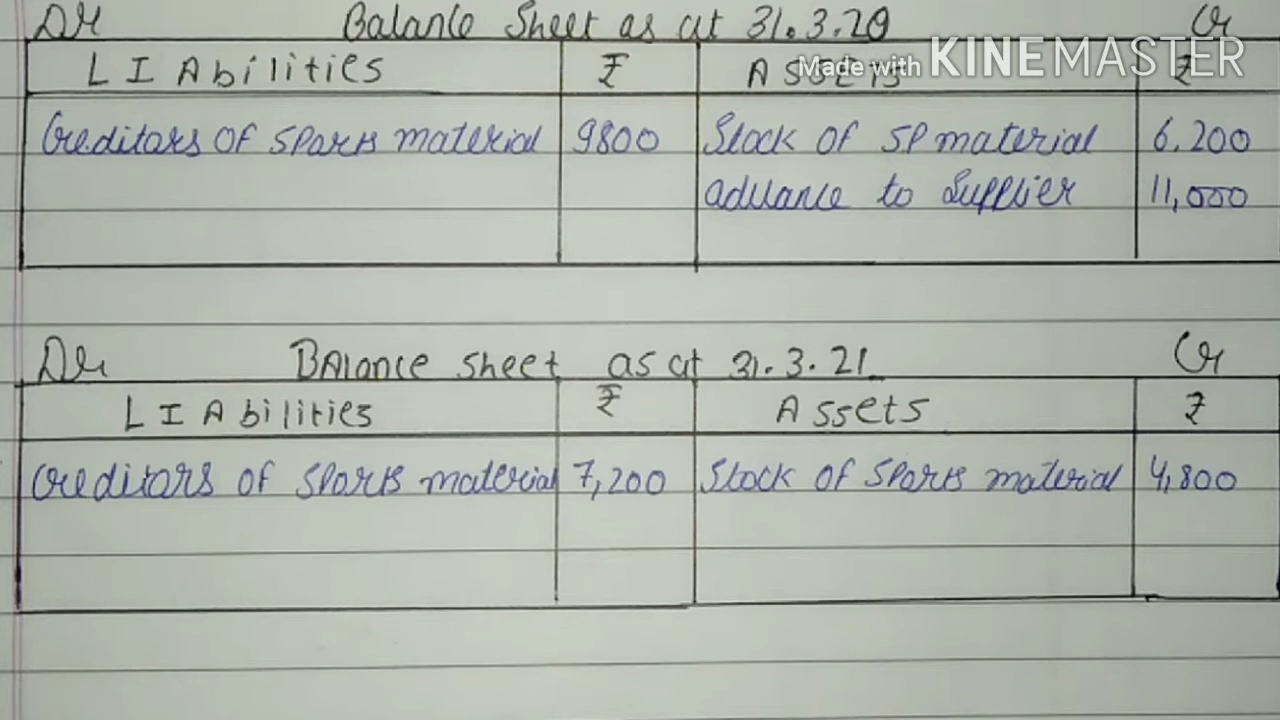 Dr Balance Sheet as at 31.3.20 Cr
Made with KINEMASTER
LIAbilities ₹ Assets ₹
Creditors of sports material 9800 Stock of SP material 6,200
advance to Supplier 11,000
Dr BAlance sheet as at 31.3.21 Cr
LIAbilities ₹ Assets ₹
Creditors of sports material 7,200 Stock of sports material 4,800